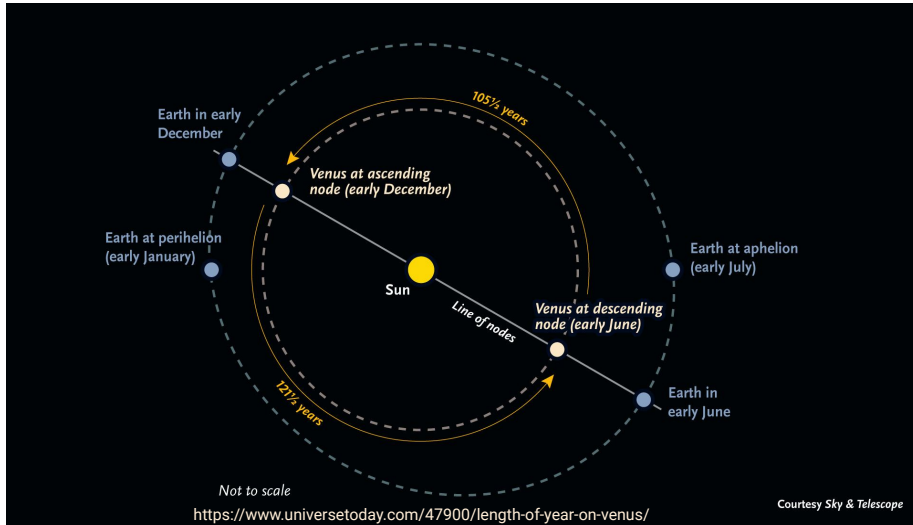 105½ years
Earth in early
December
Venus at ascending
node (early December)
Earth at perihelion
(early January)
Earth at aphelion
(early July)
Sun
Line of nodes
Venus at descending
node (early June)
121½ years
Earth in
early June
Not to scale
https://www.universetoday.com/47900/length-of-year-on-venus/
Courtesy Sky & Telescope